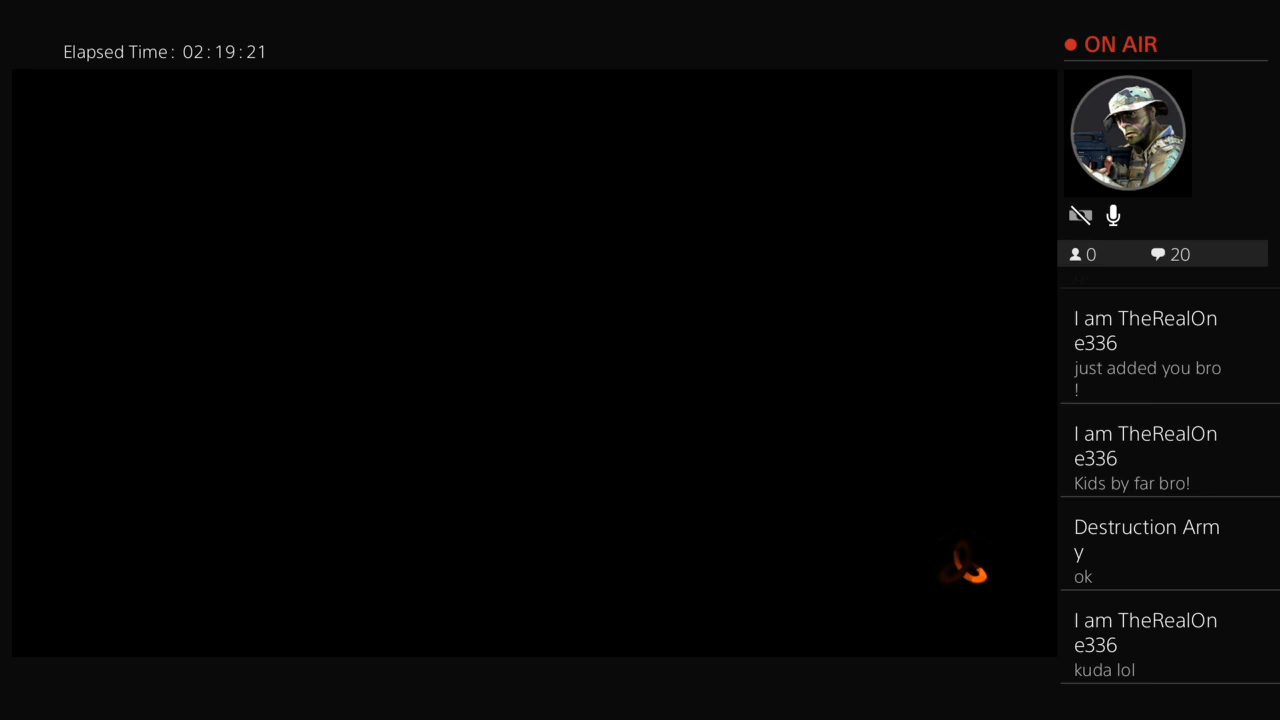 Elapsed Time: 02:19:21
ON AIR
0 20
I am TheRealOn
e336
just added you bro
!
I am TheRealOn
e336
Kids by far bro!
Destruction Arm
y
ok
I am TheRealOn
e336
kuda lol